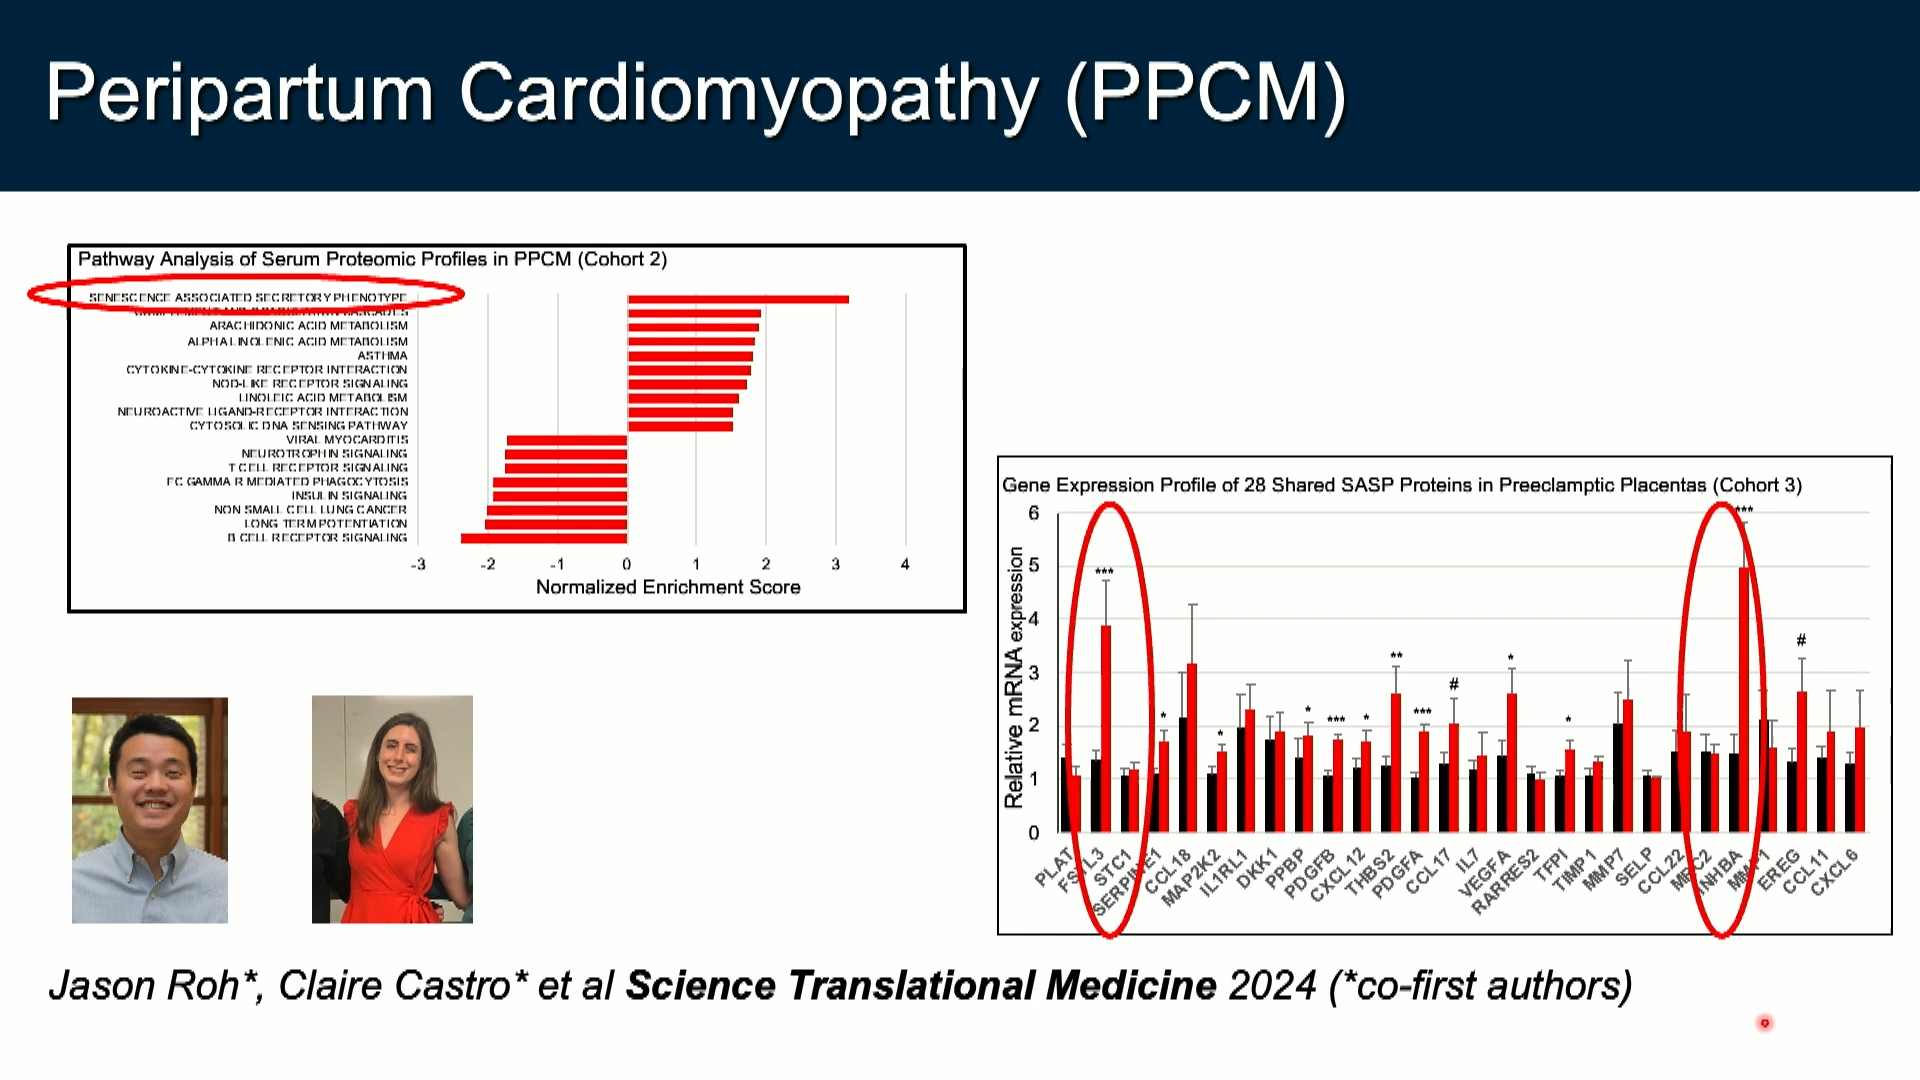 Peripartum Cardiomyopathy (PPCM)
Pathway Analysis of Serum Proteomic Profiles in PPCM (Cohort 2)
SENESCENCE ASSOCIATED SECRETORY PHENOTYPE
ARACHIDONIC ACID METABOLISM
ALPHA LINOLENIC ACID METABOLISM
ASTHMA
CYTOKINE-CYTOKINE RECEPTOR INTERACTION
NOD-LIKE RECEPTOR SIGNALING
LINOLEIC ACID METABOLISM
NEUROACTIVE LIGAND-RECEPTOR INTERACTION
CYTOSOLIC DNA SENSING PATHWAY
VIRAL MYOCARDITIS
NEUROTROPHIN SIGNALING
T CELL RECEPTOR SIGNALING
FC GAMMA R MEDIATED PHAGOCYTOSIS
INSULIN SIGNALING
NON SMALL CELL LUNG CANCER
LONG TERM POTENTIATION
B CELL RECEPTOR SIGNALING
-3 -2 -1 0 1 2 3 4
Normalized Enrichment Score
Gene Expression Profile of 28 Shared SASP Proteins in Preeclamptic Placentas (Cohort 3)
Relative mRNA expression
6
5
4
3
2
1
0
*** * * * *** * ** *** # * * *** #
PLAT FSTL3 STC1 SERPINE1 CCL18 MAP2K2 IL1RL1 DKK1 PPBP PDGFB CXCL12 THBS2 PDGFA CCL17 IL7 VEGFA RARRES2 TFPI TIMP1 MMP7 SELP CCL22 MRC2 INHBA MMP1 EREG CCL11 CXCL6
Jason Roh*, Claire Castro* et al Science Translational Medicine 2024 (*co-first authors)